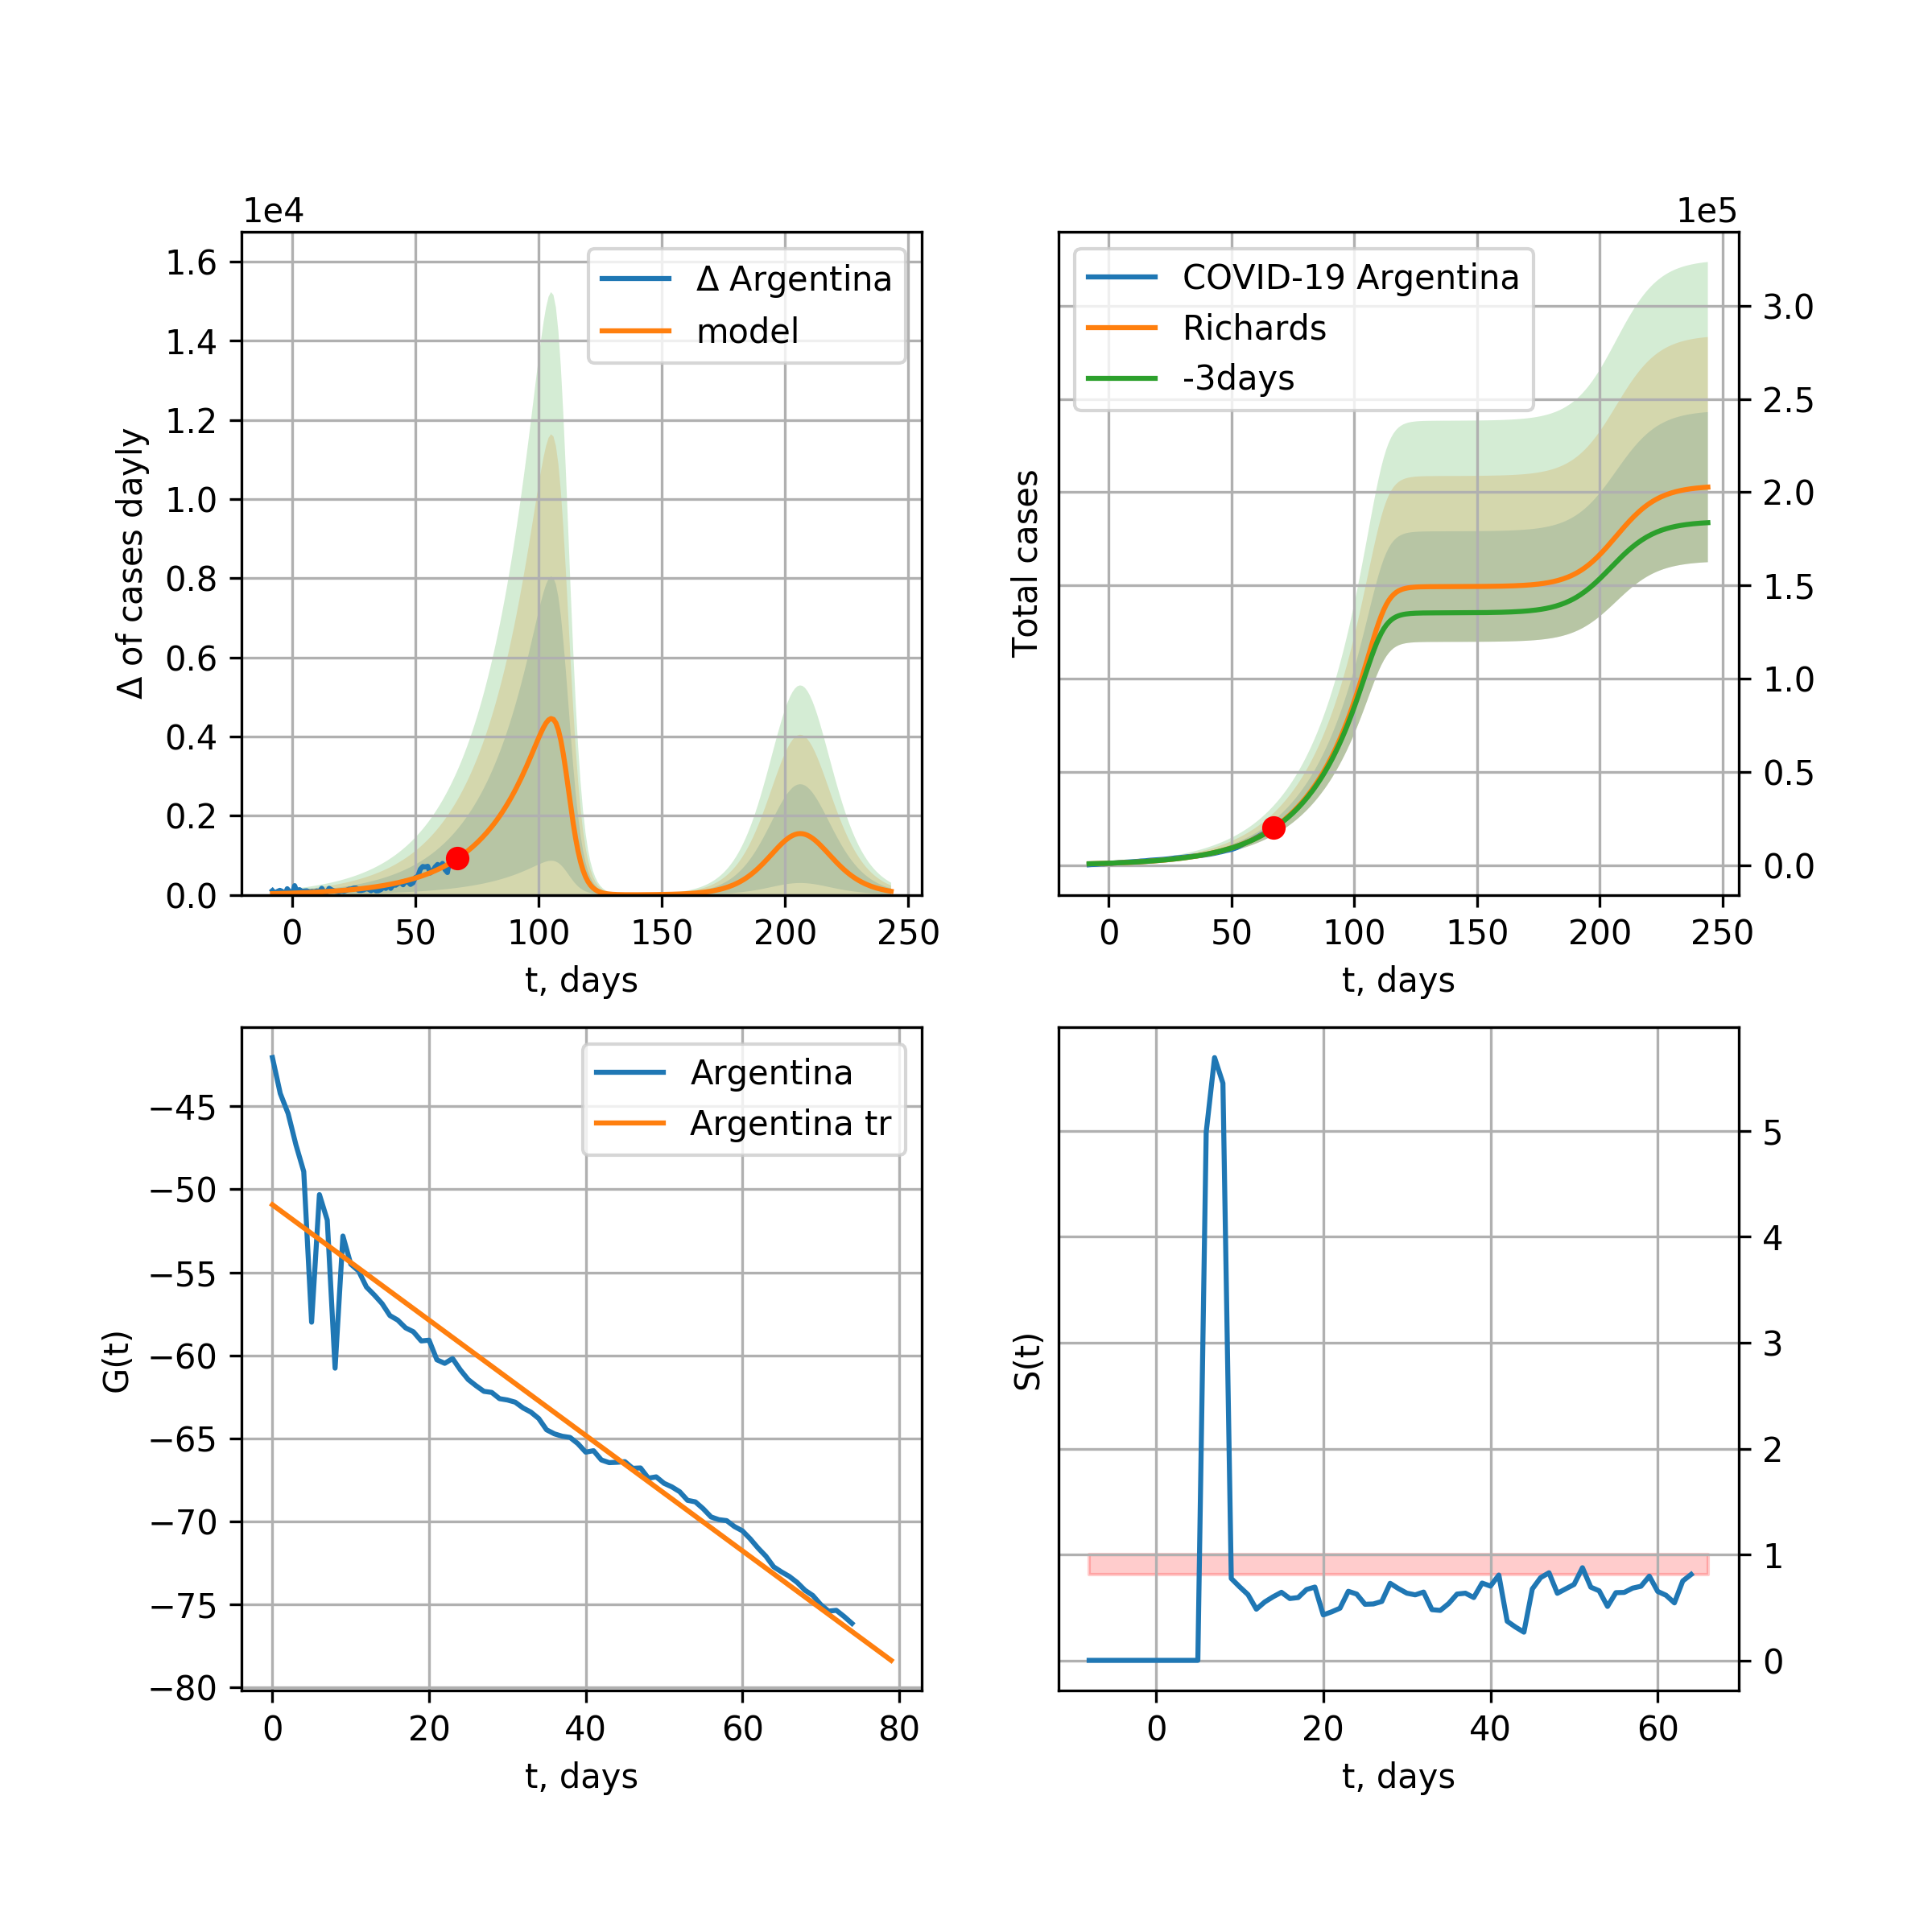 1e4
1.6
1.4
1.2
1.0
0.8
0.6
0.4
0.2
0.0
Δ of cases dayly
Δ Argentina
model
0 50 100 150 200 250
t, days
1e5
COVID-19 Argentina
Richards
-3days
Total cases
3.0
2.5
2.0
1.5
1.0
0.5
0.0
0 50 100 150 200 250
t, days
Argentina
Argentina tr
−45
−50
−55
−60
−65
−70
−75
−80
G(t)
0 20 40 60 80
t, days
S(t)
5
4
3
2
1
0
0 20 40 60
t, days